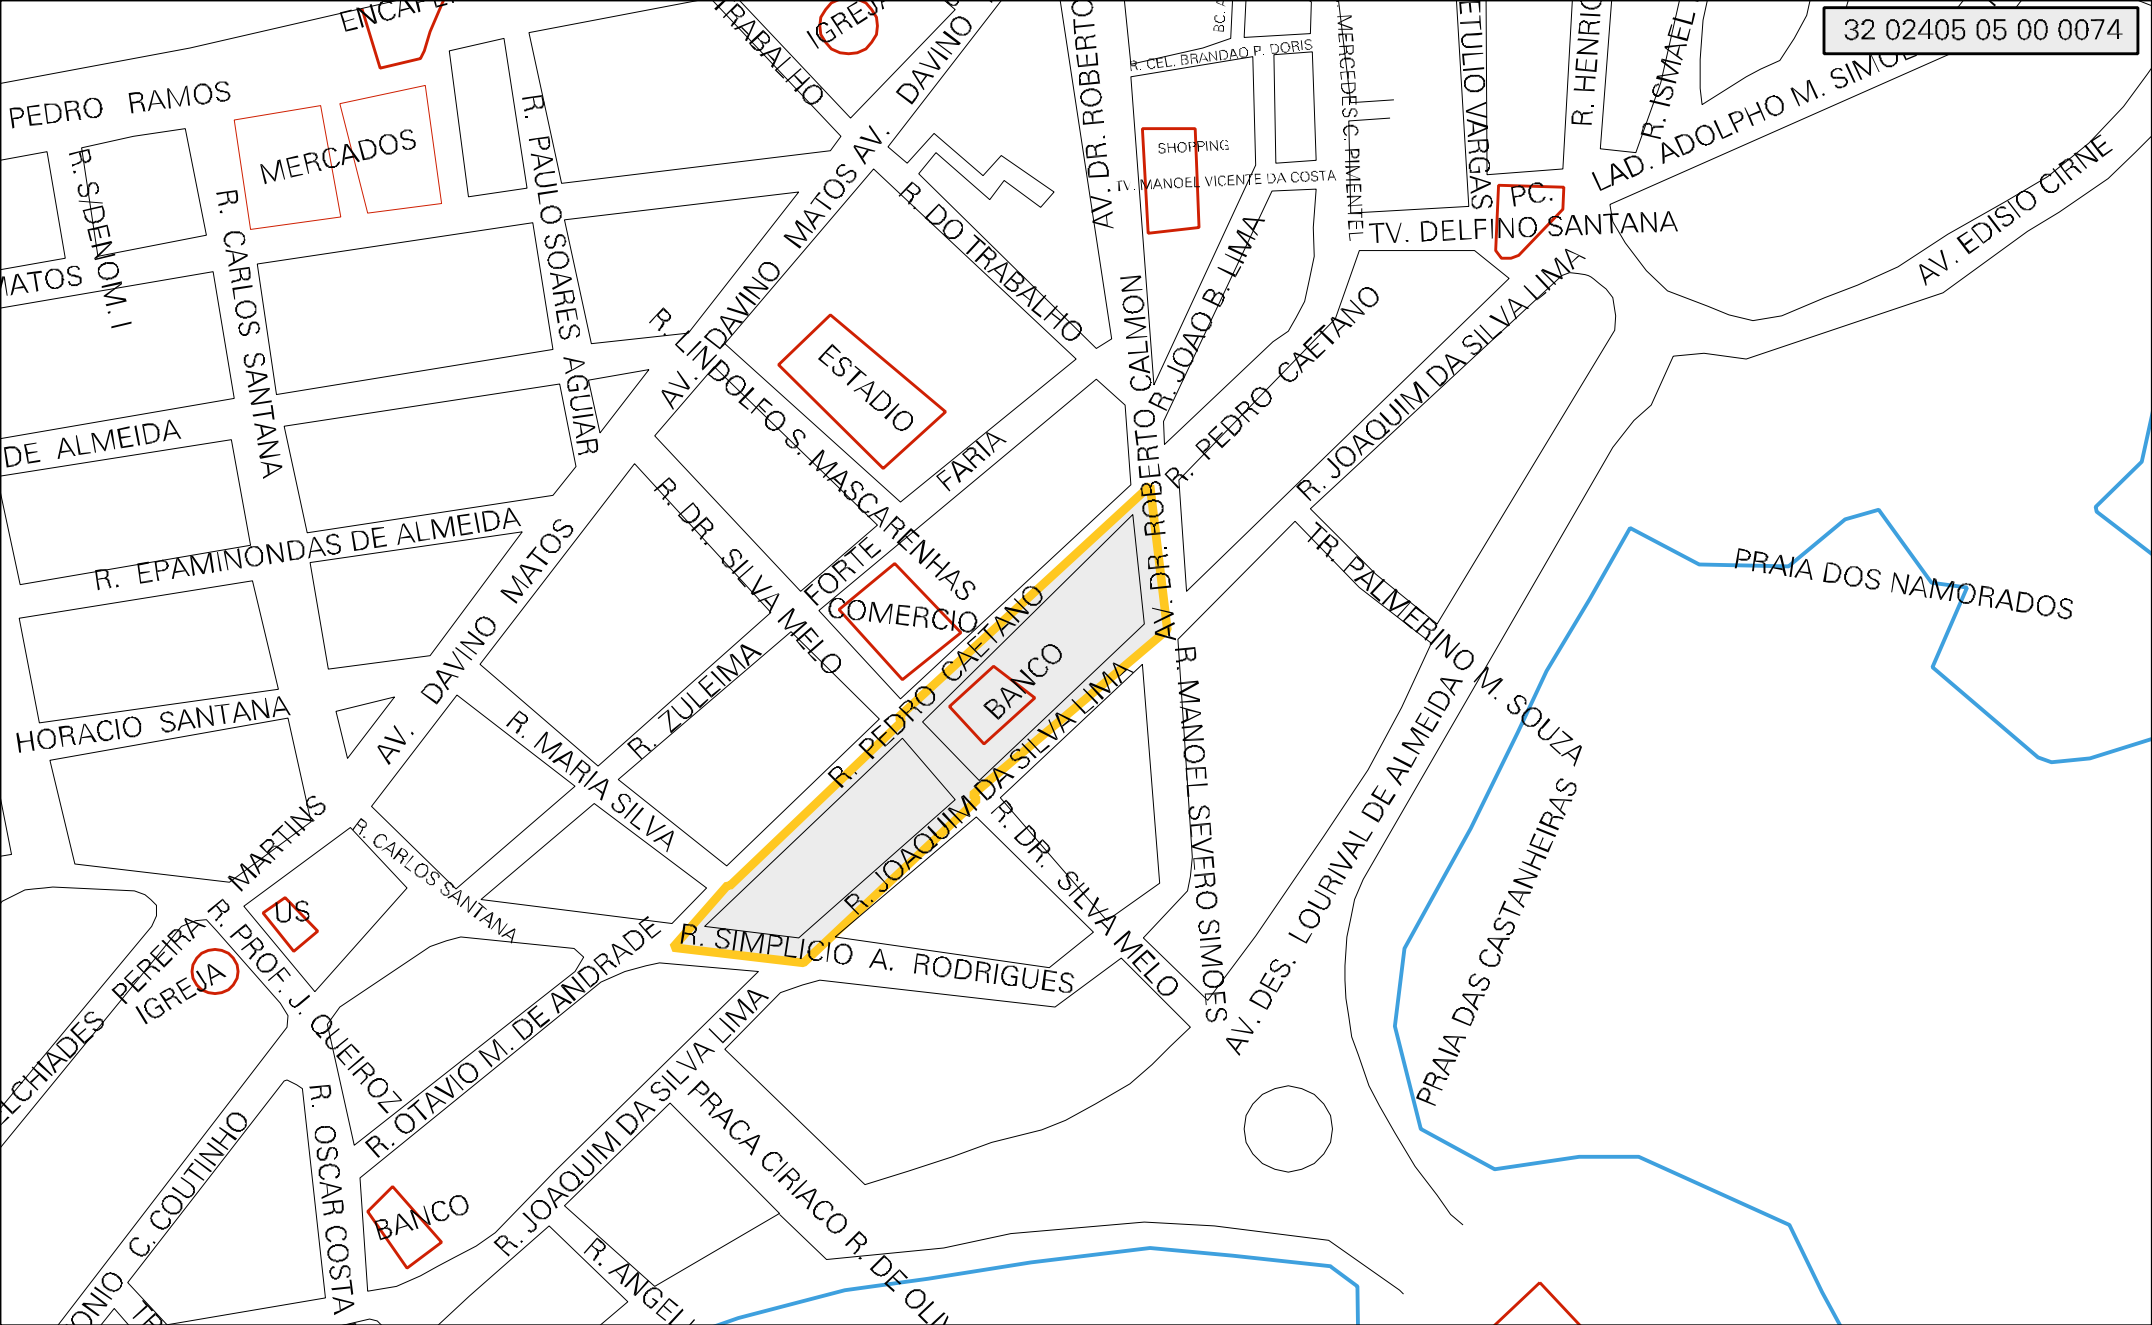 32 02405 05 00 0074
TRABALHO
IGREJA
DAVINO
AV. DR. ROBERTO
R. CEL. BRANDAO P. DORIS
MERCEDES C. PIMENTEL
GETULIO VARGAS
R. ISMAEL
LAD. ADOLPHO M.
PEDRO RAMOS
MERCADOS
R. S/DENOM. I
R. CARLOS SANTANA
R. PAULO SOARES AGUIAR
SHOPPING
TV. MANOEL VICENTE DA COSTA
PC.
TV. DELFINO SANTANA
AV. EDISIO CIRNE
MATOS
AV. DAVINO MATOS AV.
R. DO TRABALHO
CALMON
R. JOAO B. LIMA
R. PEDRO CAETANO
R. JOAQUIM DA SILVA LIMA
R. LINDOLFO S. MASCARENHAS
ESTADIO
FARIA
DE ALMEIDA
R. EPAMINONDAS DE ALMEIDA
R. DR. SILVA MELO
FORTE
COMERCIO
AV. DR. ROBERTO
TR. PALMERINO M. SOUZA
PRAIA DOS NAMORADOS
AV. DAVINO MATOS
R. ZULEIMA
R. PEDRO CAETANO
BANCO
HORACIO SANTANA
R. MARIA SILVA
R. JOAQUIM DA SILVA LIMA
R. MANOEL SEVERO SIMOES
AV. DES. LOURIVAL DE ALMEIDA
PRAIA DAS CASTANHEIRAS
R. CARLOS SANTANA
MARTINS
PEREIRA
US
IGREJA
R. PROF. J. QUEIROZ
R. SIMPLICIO A. RODRIGUES
R. DR. SILVA MELO
R. OTAVIO M. DE ANDRADE
R. JOAQUIM DA SILVA LIMA
PRACA CIRIACO R. DE
R. OSCAR COSTA
C. COUTINHO
BANCO